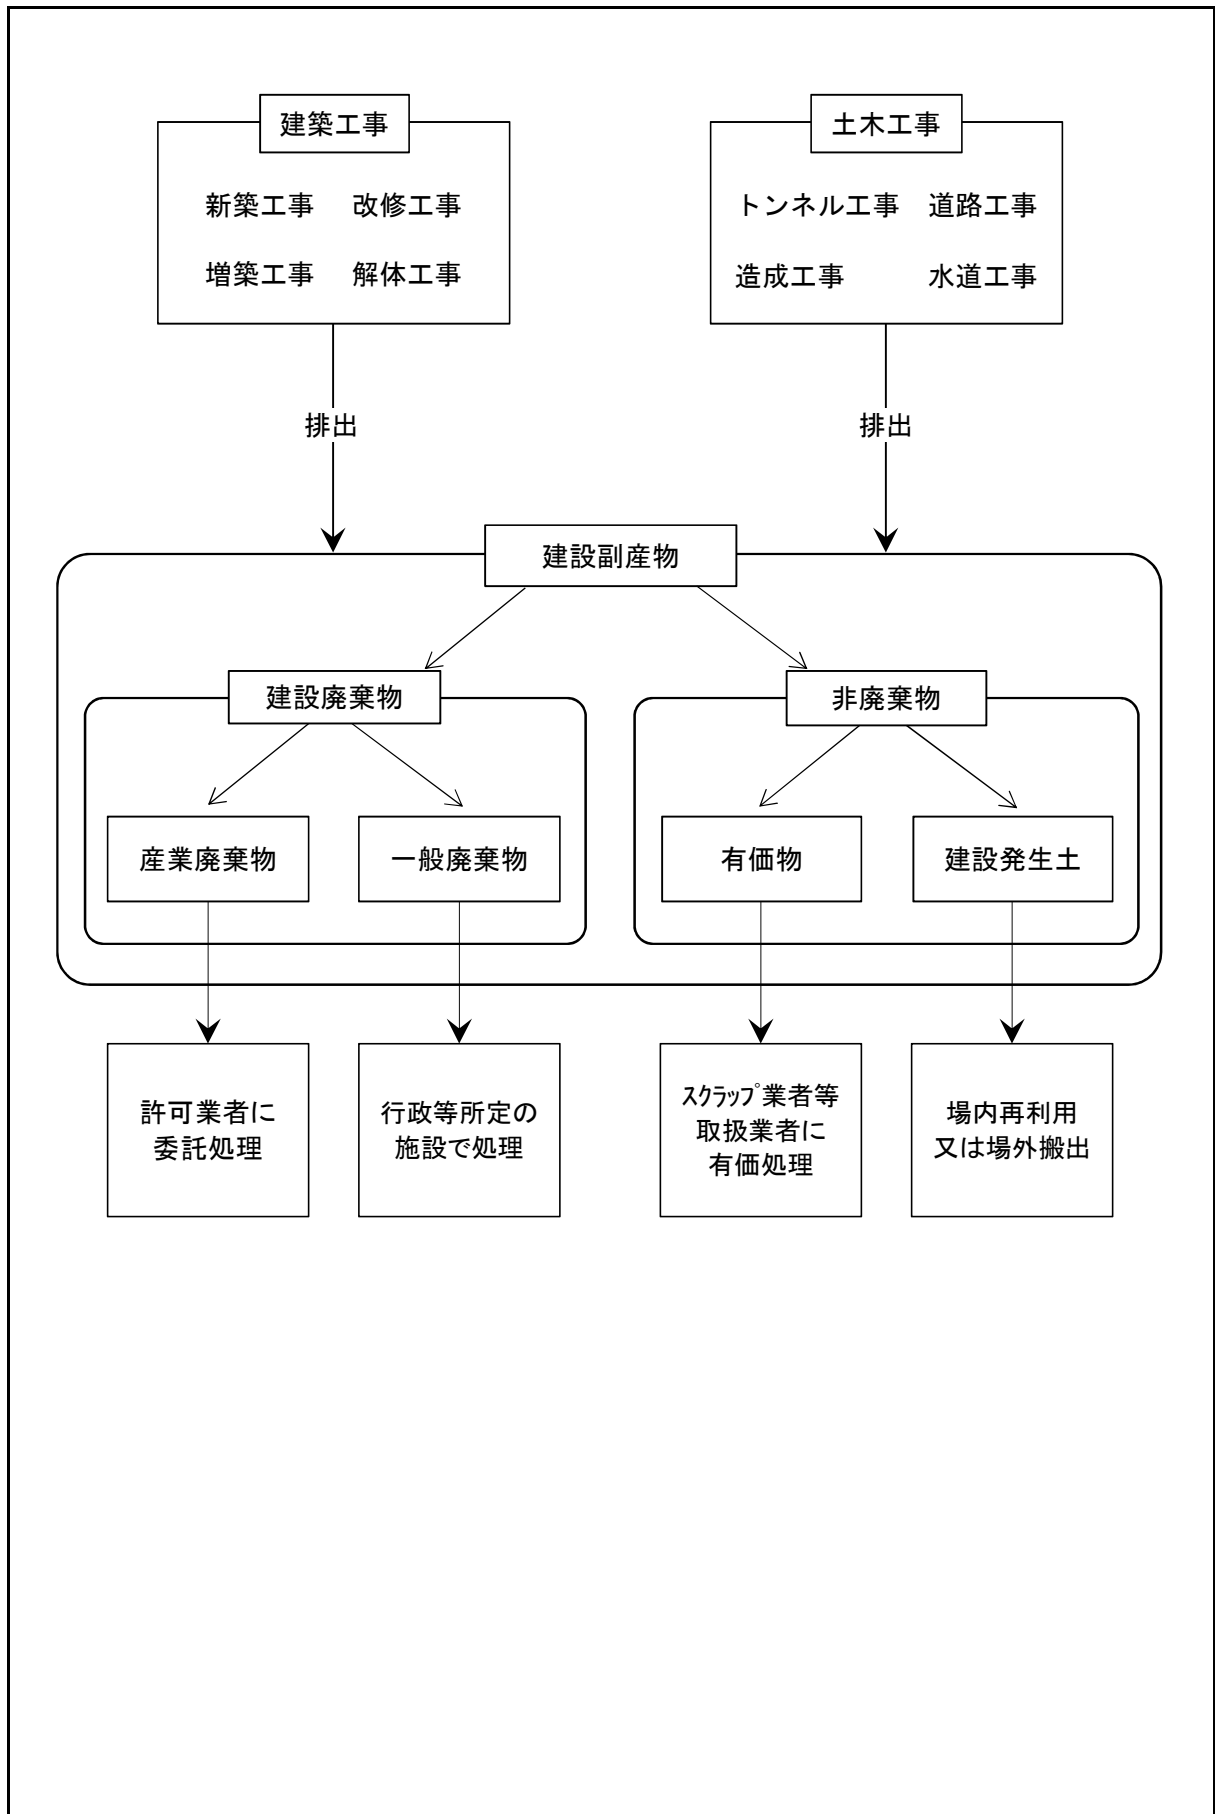 建築工事
土木工事
新築工事 改修工事
トンネル工事 道路工事
増築工事 解体工事
造成工事 水道工事
排出
排出
建設副産物
建設廃棄物
非廃棄物
産業廃棄物
一般廃棄物
有価物
建設発生土
許可業者に
委託処理
行政等所定の
施設で処理
ｽｸﾗｯﾌﾟ業者等
取扱業者に
有価処理
場内再利用
又は場外搬出